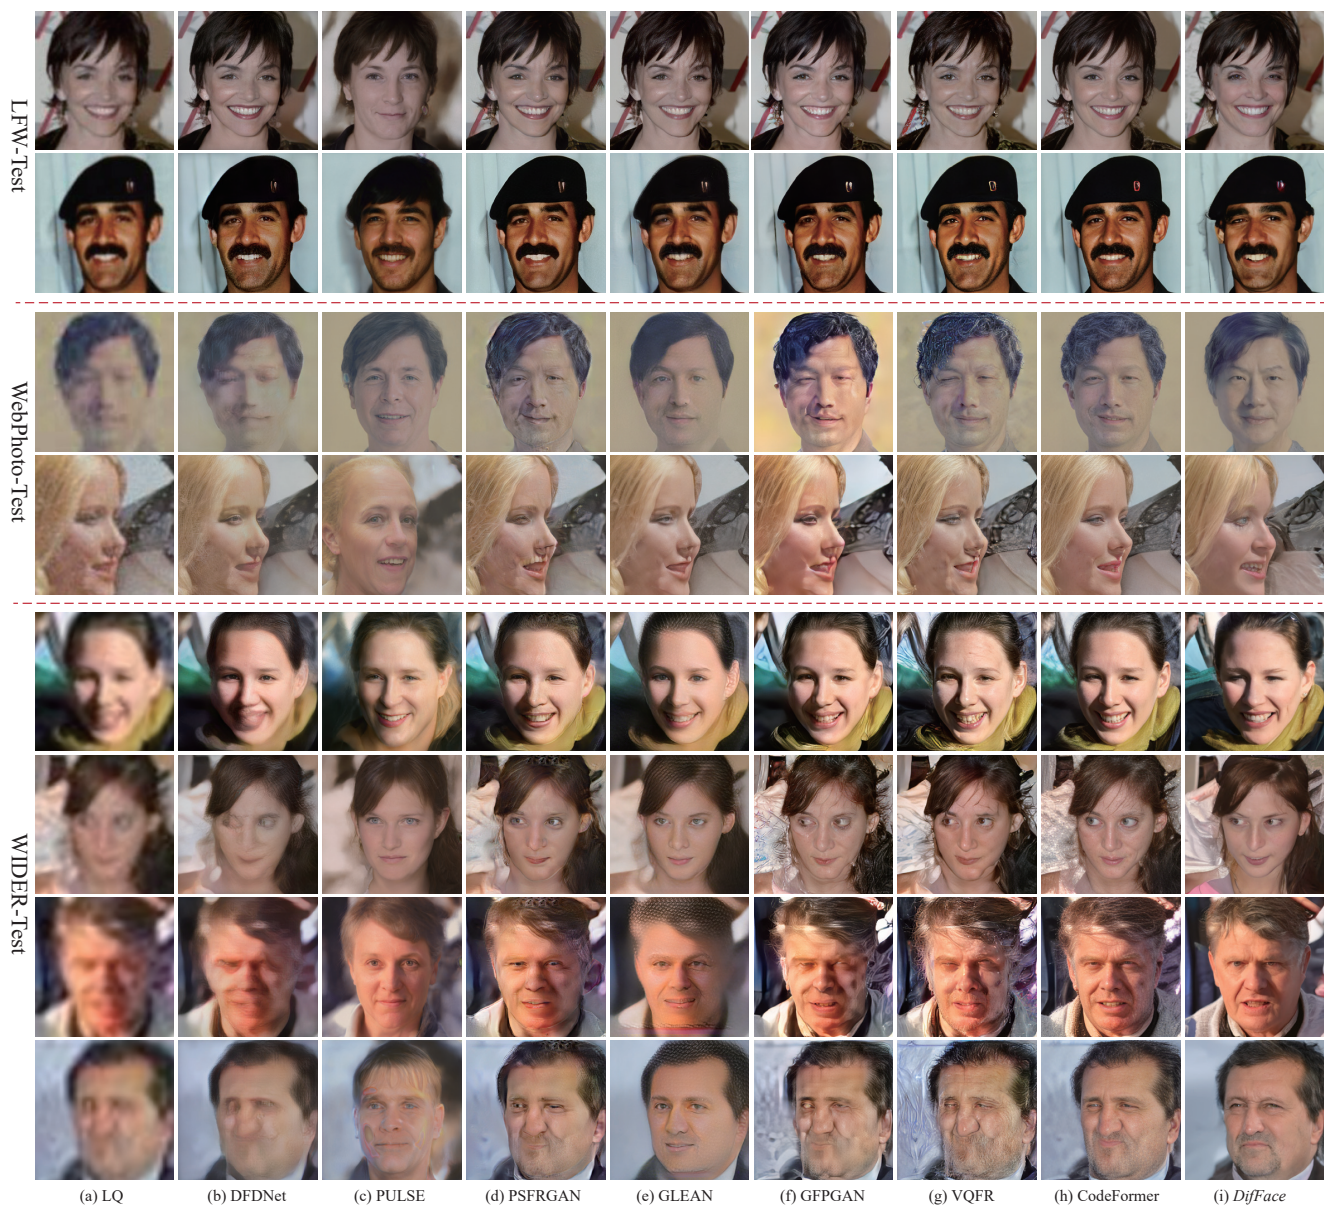 LFW-Test
WebPhoto-Test
WIDER-Test
(a) LQ (b) DFDNet (c) PULSE (d) PSFRGAN (e) GLEAN (f) GFPGAN (g) VQFR (h) CodeFormer (i) DifFace